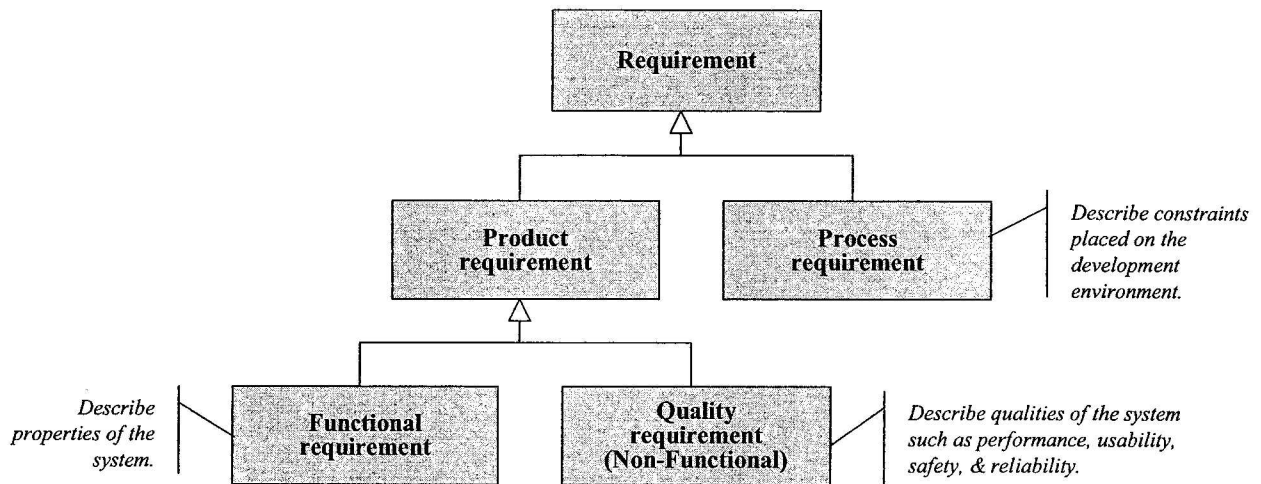 Requirement
Product
requirement
Process
requirement
Describe constraints
placed on the
development
environment.
Describe
properties of the
system.
Functional
requirement
Quality
requirement
(Non-Functional)
Describe qualities of the system
such as performance, usability,
safety, & reliability.